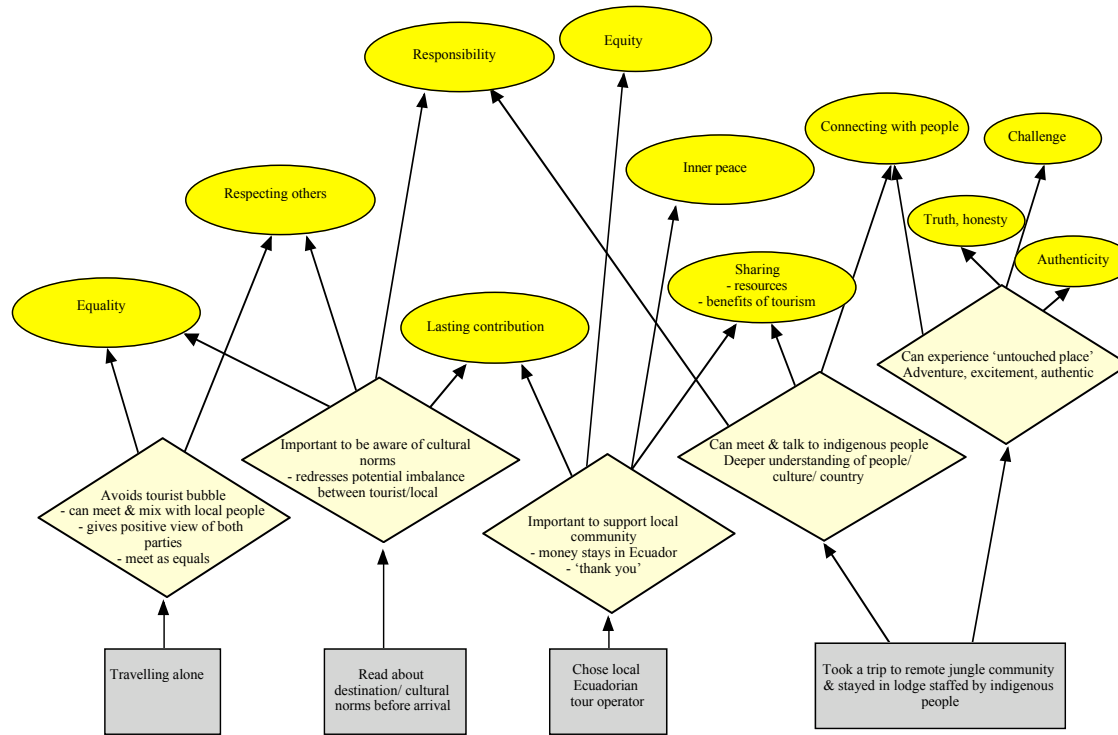 Equity
Responsibility
Connecting with people
Challenge
Inner peace
Respecting others
Truth, honesty
Authenticity
Sharing
- resources
- benefits of tourism
Equality
Lasting contribution
Can experience ‘untouched place’
Adventure, excitement, authentic
Important to be aware of cultural
norms
- redresses potential imbalance
between tourist/local
Can meet & talk to indigenous people
Deeper understanding of people/
culture/ country
Avoids tourist bubble
- can meet & mix with local people
- gives positive view of both
parties
- meet as equals
Important to support local
community
- money stays in Ecuador
- ‘thank you’
Travelling alone
Read about
destination/ cultural
norms before arrival
Chose local
Ecuadorian
tour operator
Took a trip to remote jungle community
& stayed in lodge staffed by indigenous
people